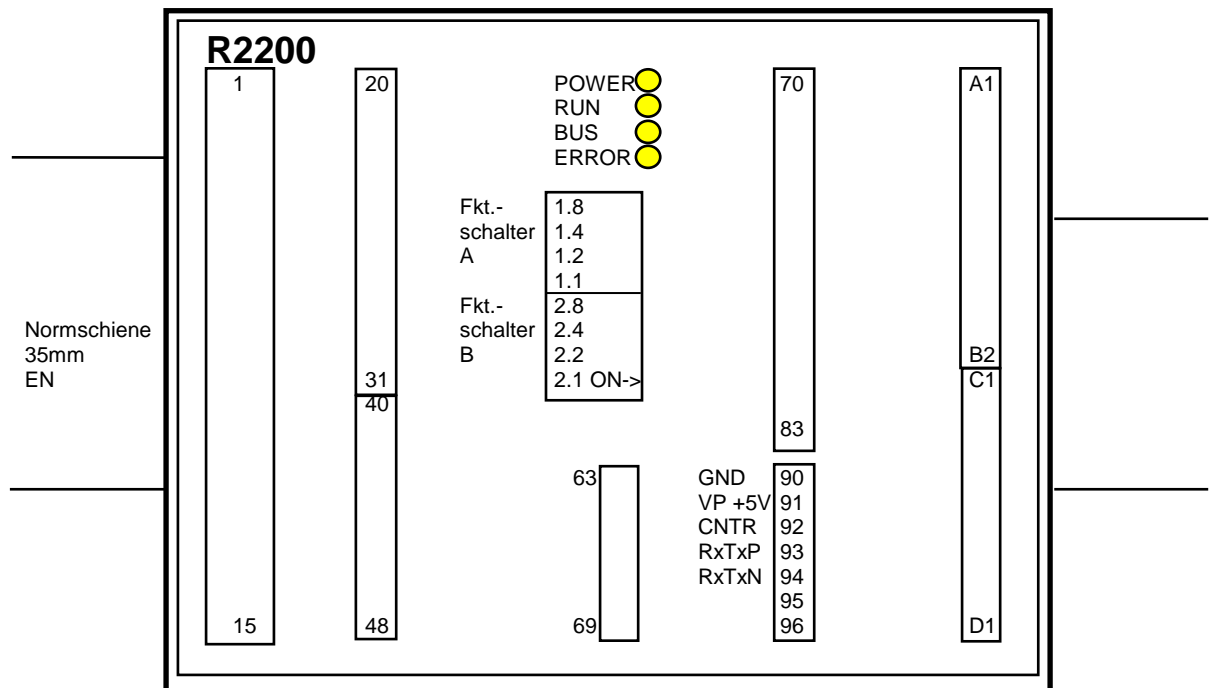 R2200
1
15
20
31
40
48
POWER
RUN
BUS
ERROR
Fkt.-
schalter
A
1.8
1.4
1.2
1.1
Fkt.-
schalter
B
2.8
2.4
2.2
2.1 ON->
Normschiene
35mm
EN
63
69
70
83
GND 90
VP +5V 91
CNTR 92
RxTxP 93
RxTxN 94
95
96
A1
B2
C1
D1